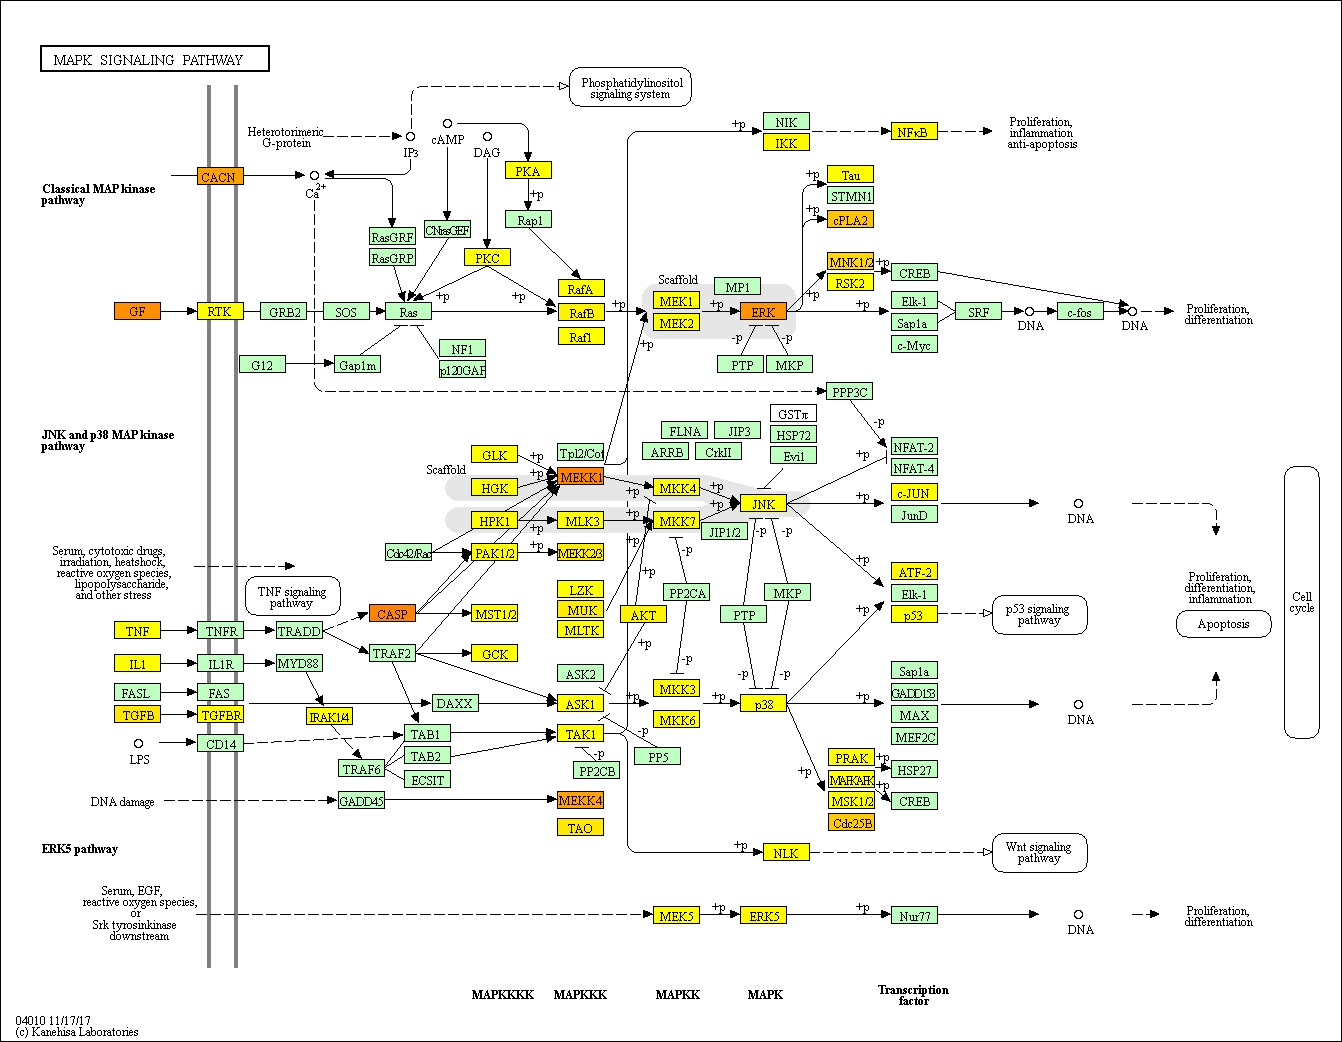 MAPK SIGNALING PATHWAY
Phosphatidylinositol
signaling system
Heterotorimeric
G-protein
IP3
cAMP
DAG
+p
NIK
IKK
NFκB
Proliferation,
inflammation
anti-apoptosis
Classical MAP kinase
pathway
CACN
Ca2+
PKA
+p
Rap1
RasGRF
RasGRP
CNrasGEF
PKC
+p
+p
Tau
STMN1
+p
cPLA2
+p
MNK1/2
+p
RSK2
+p
CREB
GF
RTK
GRB2
SOS
Ras
RafA
RafB
Raf1
+p
+p
Scaffold
MEK1
MEK2
+p
MP1
ERK
+p
Elk-1
Sap1a
c-Myc
SRF
DNA
c-fos
DNA
Proliferation,
differentiation
G12
Gap1m
NF1
p120GAP
-p
-p
PTP
MKP
PPP3C
-p
JNK and p38 MAP kinase
pathway
Scaffold
GLK
HGK
HPK1
PAK1/2
MST1/2
GCK
+p
+p
+p
+p
Tpl2/Cot
MEKK1
MLK3
MEKK2/3
LZK
MUK
MLTK
ASK2
ASK1
TAK1
+p
+p
+p
+p
+p
+p
FLNA
JIP3
ARRB
CrkII
GSTπ
HSP72
Evi1
MKK4
MKK7
+p
+p
JIP1/2
JNK
+p
NFAT-2
NFAT-4
+p
c-JUN
JunD
DNA
+p
ATF-2
Elk-1
p53
+p
p53 signaling
pathway
Proliferation,
differentiation,
inflammation
Apoptosis
Cell
cycle
Cdc42/Rac
Serum, cytotoxic drugs,
irradiation, heatshock,
reactive oxygen species,
lipopolysaccharide,
and other stress
TNF signaling
pathway
CASP
AKT
-p
PP2CA
-p
-p
-p
PTP
MKP
-p
-p
TNF
TNFR
TRADD
TRAF2
IL1
IL1R
MYD88
FASL
FAS
DAXX
TGFB
TGFBR
IRAK1/4
LPS
CD14
TAB1
TAB2
ECSIT
TRAF6
+p
MKK3
MKK6
+p
p38
+p
Sap1a
GADD153
MAX
MEF2C
DNA
-p
PP2CB
PP5
+p
PRAK
+p
MAPKAPK
+p
MSK1/2
Cdc25B
HSP27
CREB
DNA damage
GADD45
MEKK4
TAO
ERK5 pathway
+p
NLK
Wnt signaling
pathway
Serum, EGF,
reactive oxygen species,
or
Srk tyrosinkinase
downstream
MEK5
+p
ERK5
+p
Nur77
DNA
Proliferation,
differentiation
MAPKKKK
MAPKKK
MAPKK
MAPK
Transcription
factor
04010 11/17/17
(c) Kanehisa Laboratories